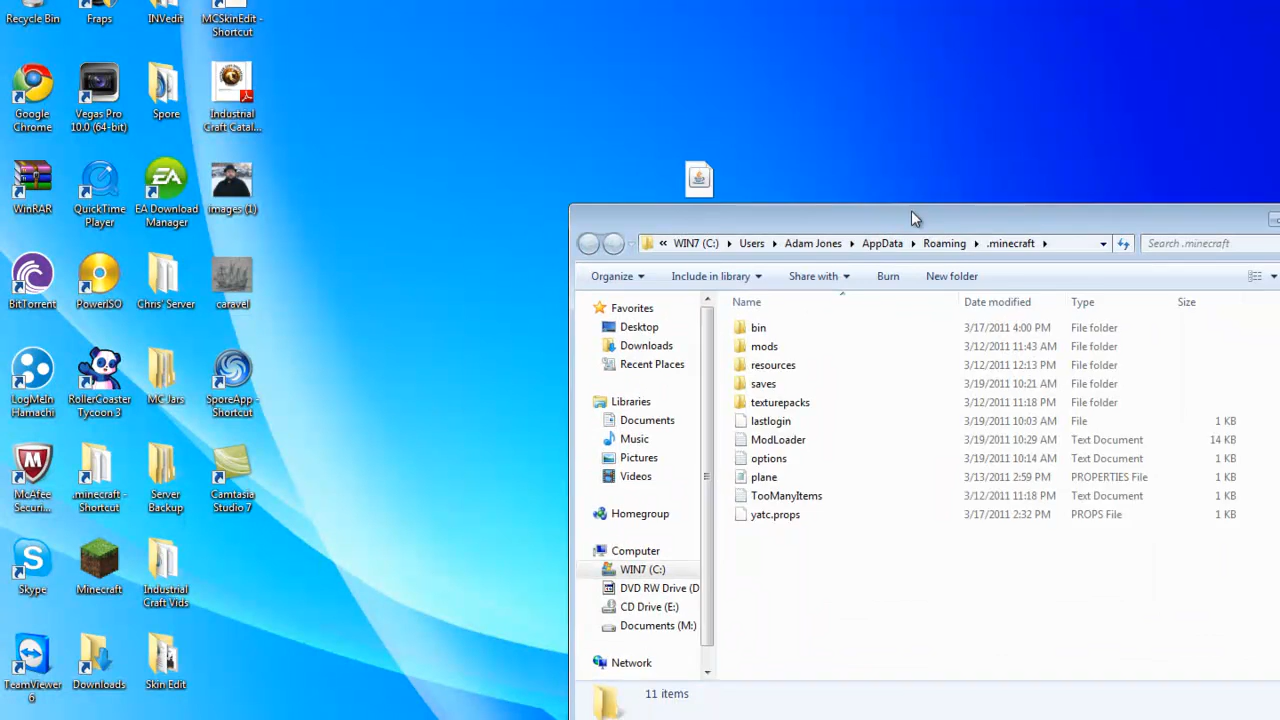 Recycle Bin
Fraps
INVedit
MCSkinEdit -
Shortcut
Google
Chrome
Vegas Pro
10.0 (64-bit)
Spore
Industrial
Craft Catal...
WinRAR
QuickTime
Player
EA Download
Manager
images (1)
BitTorrent
PowerISO
Chris' Server
caravel
LogMeIn
Hamachi
RollerCoaster
Tycoon 3
MC Jars
SporeApp -
Shortcut
McAfee
Securi...
.minecraft -
Shortcut
Server
Backup
Camtasia
Studio 7
Skype
Minecraft
Industrial
Craft Vids
TeamViewer
6
Downloads
Skin Edit
« WIN7 (C:) Users Adam Jones AppData Roaming .minecraft
Search .minecraft
Organize Include in library Share with Burn New folder
Favorites
Desktop
Downloads
Recent Places
Libraries
Documents
Music
Pictures
Videos
Homegroup
Computer
WIN7 (C:)
DVD RW Drive (D
CD Drive (E:)
Documents (M:)
Network
Name Date modified Type Size
bin 3/17/2011 4:00 PM File folder
mods 3/12/2011 11:43 AM File folder
resources 3/12/2011 12:13 PM File folder
saves 3/19/2011 10:21 AM File folder
texturepacks 3/12/2011 11:18 PM File folder
lastlogin 3/19/2011 10:03 AM File 1 KB
ModLoader 3/19/2011 10:29 AM Text Document 14 KB
options 3/19/2011 10:14 AM Text Document 1 KB
plane 3/13/2011 2:59 PM PROPERTIES File 1 KB
TooManyItems 3/12/2011 11:18 PM Text Document 1 KB
yatc.props 3/17/2011 2:32 PM PROPS File 1 KB
11 items